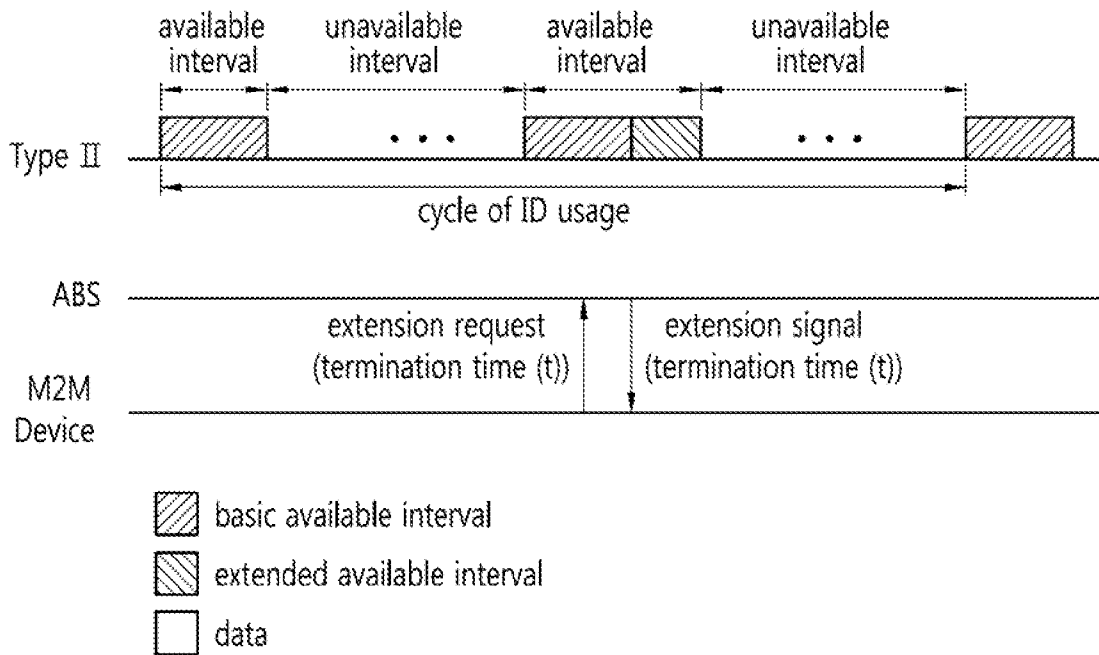 available interval
unavailable interval
available interval
unavailable interval
Type Ⅱ
cycle of ID usage
ABS
extension request
(termination time (t))
extension signal
(termination time (t))
M2M
Device
basic available interval
extended available interval
data